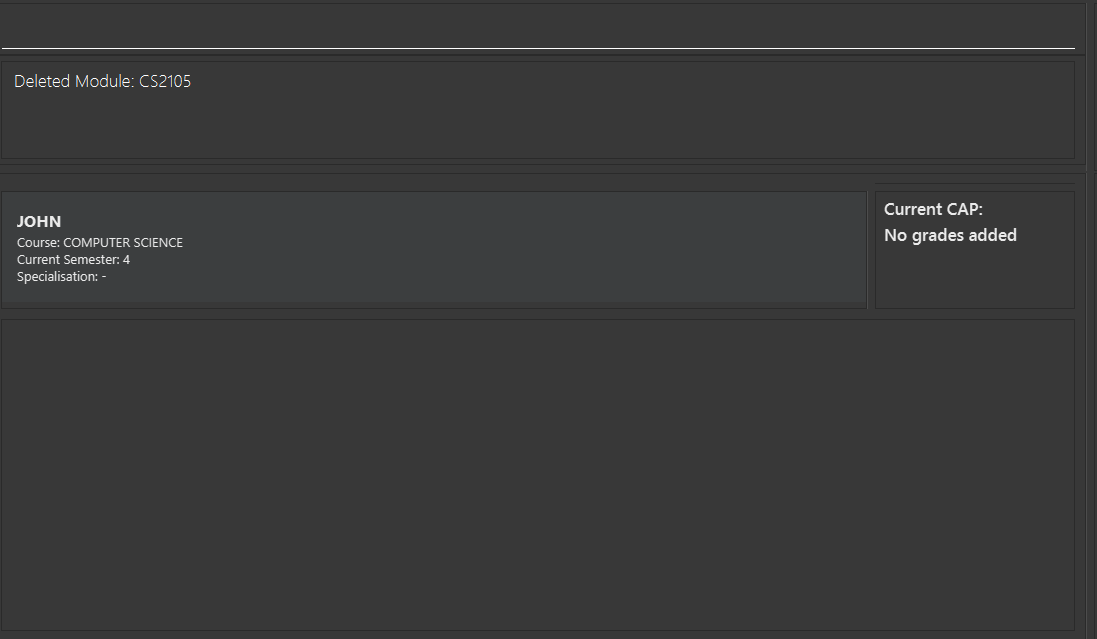 Deleted Module: CS2105
JOHN
Course: COMPUTER SCIENCE
Current Semester: 4
Specialisation: -
Current CAP:
No grades added